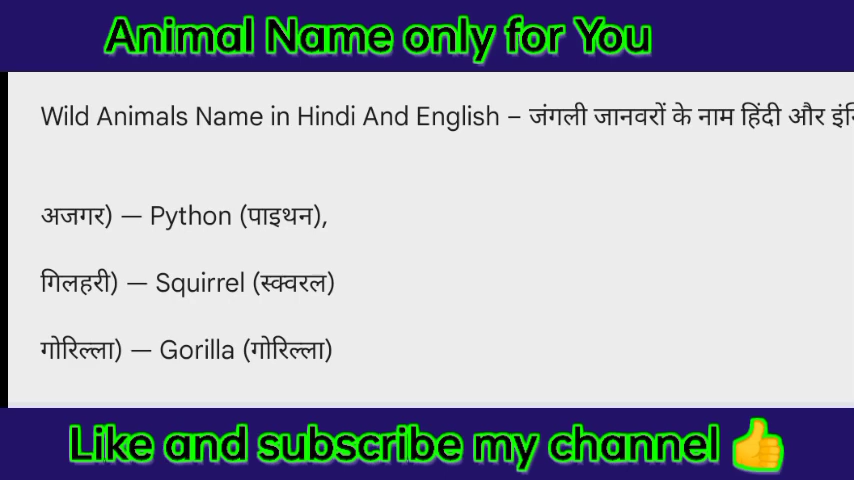 Animal Name only for You
Wild Animals Name in Hindi And English – जंगली जानवरों के नाम हिंदी और
अजगर) — Python (पाइथन),
गिलहरी) — Squirrel (स्क्वरल)
गोरिल्ला) — Gorilla (गोरिल्ला)
Like and subscribe my channel 👍